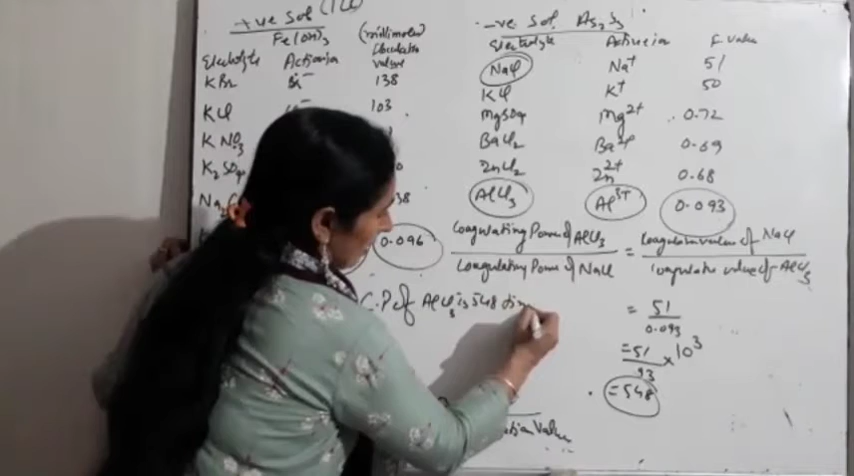 +ve Sol
Fe(OH)3 (millimoles)
Electrolyte Active ion value
KBr Br⁻ 138
KCl 103
KNO3
K2SO4
0.096
-ve Sol. As2S3
Electrolyte Active ion F. value
NaCl Na⁺ 51
KCl K⁺ 50
MgSO4 Mg²⁺ 0.72
BaCl2 Ba²⁺ 0.69
ZnCl2 Zn²⁺ 0.68
AlCl3 Al³⁺ 0.093
Coagulating Power of AlCl3 / Coagulating Power of NaCl = Coagulation value of NaCl / Coagulation value of AlCl3
C.P of AlCl3 is 548 tim
= 51 / 0.093
= 51 / 93 × 10³
= 548
Value